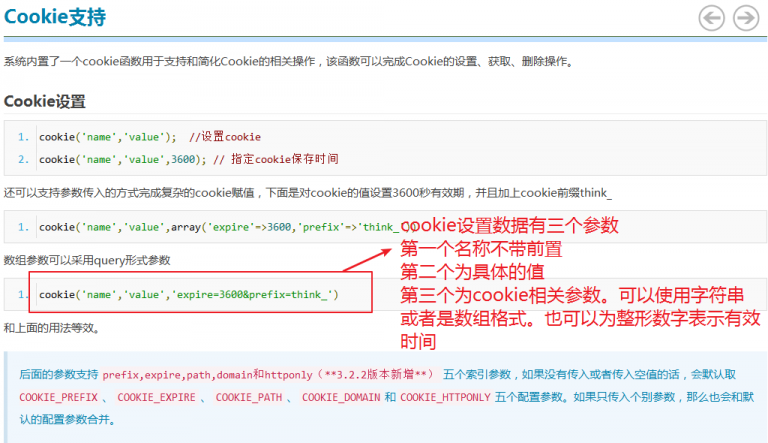 Cookie支持
系统内置了一个cookie函数用于支持和简化Cookie的相关操作，该函数可以完成Cookie的设置、获取、删除操作。
Cookie设置
1. cookie('name','value');  //设置cookie
2. cookie('name','value',3600); // 指定cookie保存时间
还可以支持参数传入的方式完成复杂的cookie赋值，下面是对cookie的值设置3600秒有效期，并且加上cookie前缀think_
1. cookie('name','value',array('expire'=>3600,'prefix'=>'think_'))
cookie设置数据有三个参数
第一个名称不带前置
数组参数可以采用query形式参数
第二个为具体的值
1. cookie('name','value','expire=3600&prefix=think_')
第三个为cookie相关参数。可以使用字符串
或者是数组格式。也可以为整形数字表示有效
时间
和上面的用法等效。
后面的参数支持 prefix,expire,path,domain和httponly（**3.2.2版本新增**） 五个索引参数，如果没有传入或者传入空值的话，会默认取
COOKIE_PREFIX 、 COOKIE_EXPIRE 、 COOKIE_PATH 、 COOKIE_DOMAIN 和 COOKIE_HTTPONLY 五个配置参数。如果只传入个别参数，那么也会和默
认的配置参数合并。